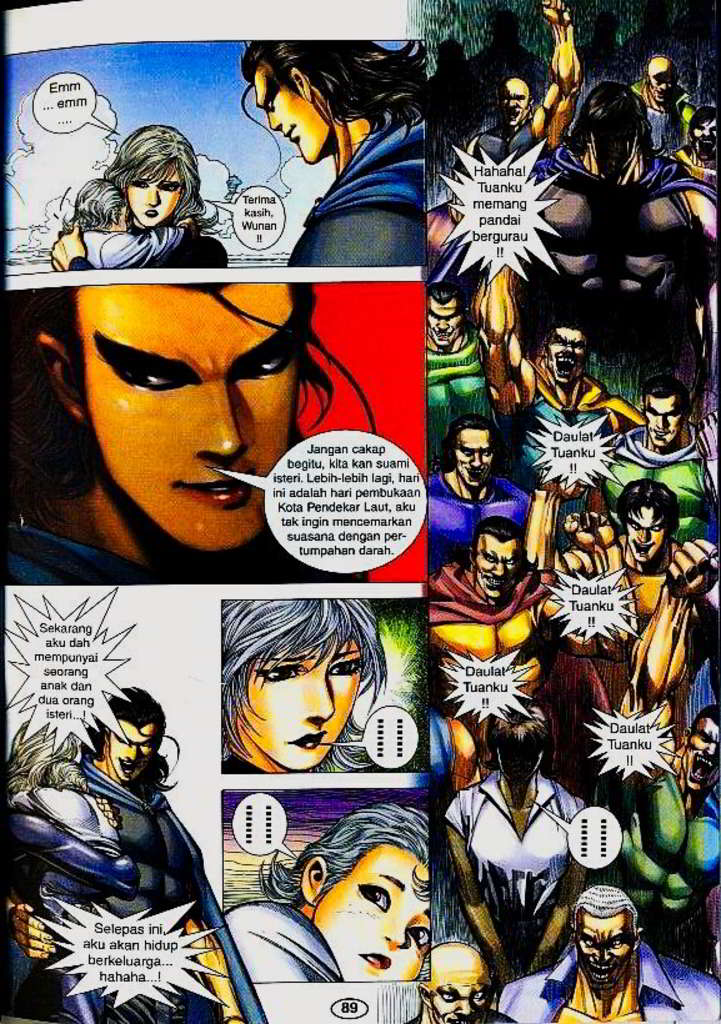 Emm
... emm
....
Terima
kasih,
Wunan
!!
Jangan cakap
begitu, kita kan suami
isteri. Lebih-lebih lagi, hari
ini adalah hari pembukaan
Kota Pendekar Laut, aku
tak ingin mencemarkan
suasana dengan per-
tumpahan darah.
Sekarang
aku dah
mempunyai
seorang
anak dan
dua orang
isteri...!
Selepas ini,
aku akan hidup
berkeluarga...
hahaha...!
Hahaha!
Tuanku
memang
pandai
bergurau
!!
Daulat
Tuanku
!!
Daulat
Tuanku
!!
Daulat
Tuanku
!!
Daulat
Tuanku
!!
89